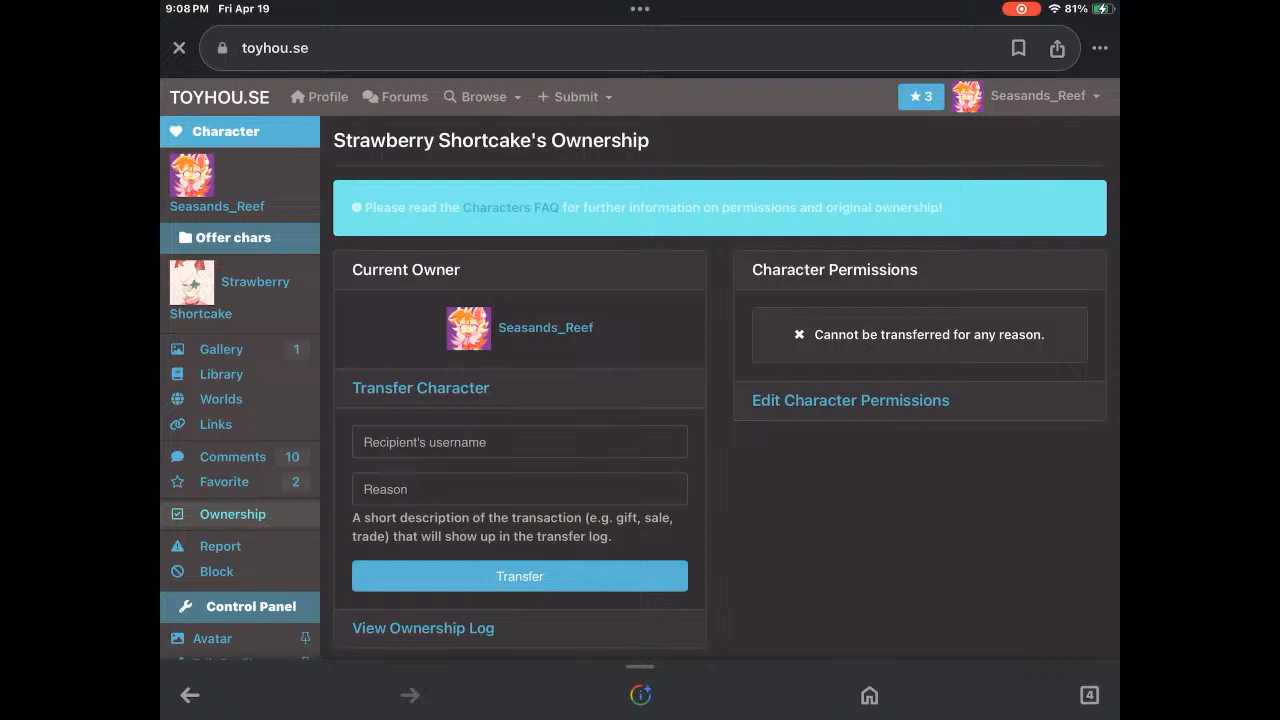 9:08 PM Fri Apr 19
81%
toyhou.se
TOYHOU.SE Profile Forums Browse Submit 3 Seasands_Reef
Character
Seasands_Reef
Offer chars
Strawberry
Shortcake
Gallery 1
Library
Worlds
Links
Comments 10
Favorite 2
Ownership
Report
Block
Control Panel
Avatar
Strawberry Shortcake's Ownership
Please read the Characters FAQ for further information on permissions and original ownership!
Current Owner
Seasands_Reef
Transfer Character
Recipient's username
Reason
A short description of the transaction (e.g. gift, sale,
trade) that will show up in the transfer log.
Transfer
View Ownership Log
Character Permissions
Cannot be transferred for any reason.
Edit Character Permissions
4